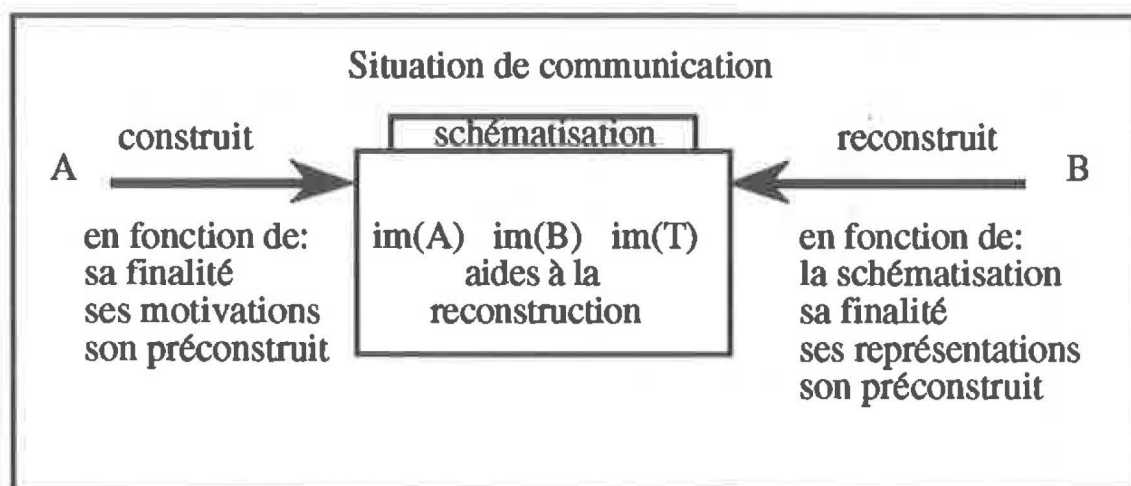 Situation de communication
construit
schématisation
reconstruit
A
B
en fonction de:
sa finalité
ses motivations
son préconstruit
im(A) im(B) im(T)
aides à la
reconstruction
en fonction de:
la schématisation
sa finalité
ses représentations
son préconstruit